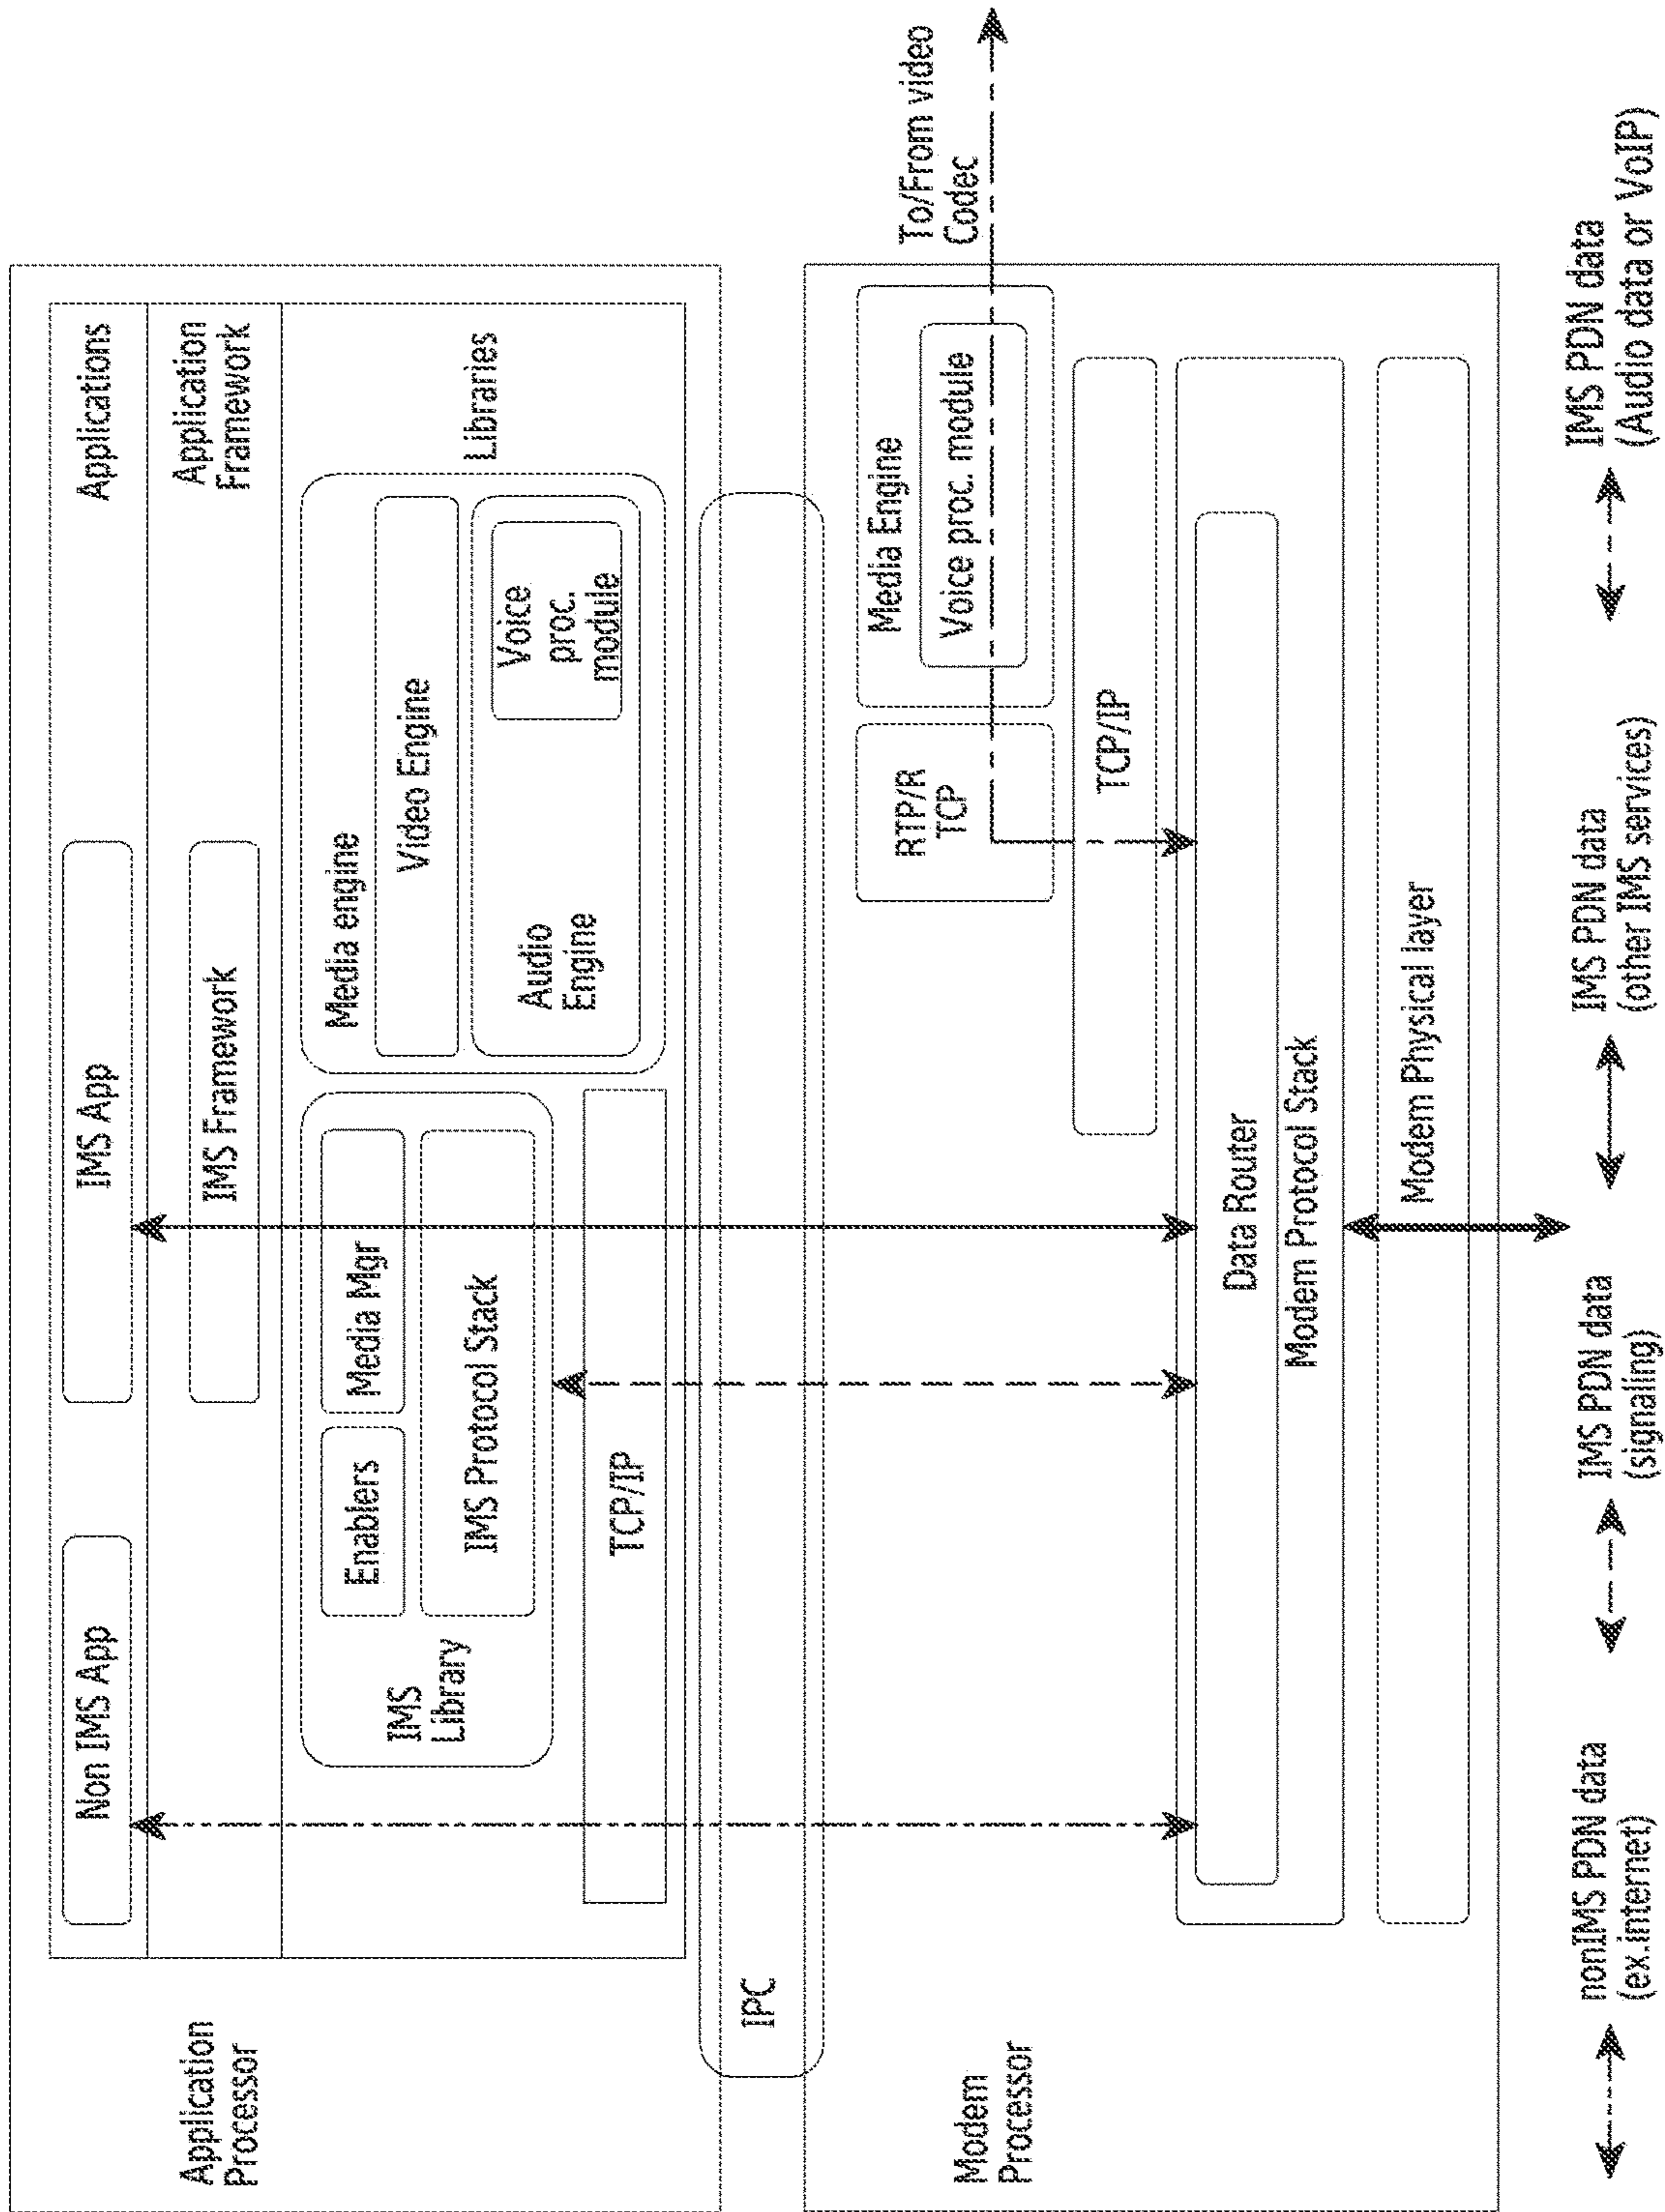 Application
Processor
Applications
Non IMS App
IMS App
Application
Framework
IMS Framework
Libraries
IMS
Library
Enablers
Media Mgr
IMS Protocol Stack
TCP/IP
Media engine
Video Engine
Audio
Engine
Voice
proc.
module
IPC
Modem
Processor
RTP/R
TCP
Media Engine
Voice proc. module
To/From video
Codec
TCP/IP
Data Router
Modem Protocol Stack
Modem Physical layer
nonIMS PDN data
(ex.internet)
IMS PDN data
(signaling)
IMS PDN data
(other IMS services)
IMS PDN data
(Audio data or VoIP)